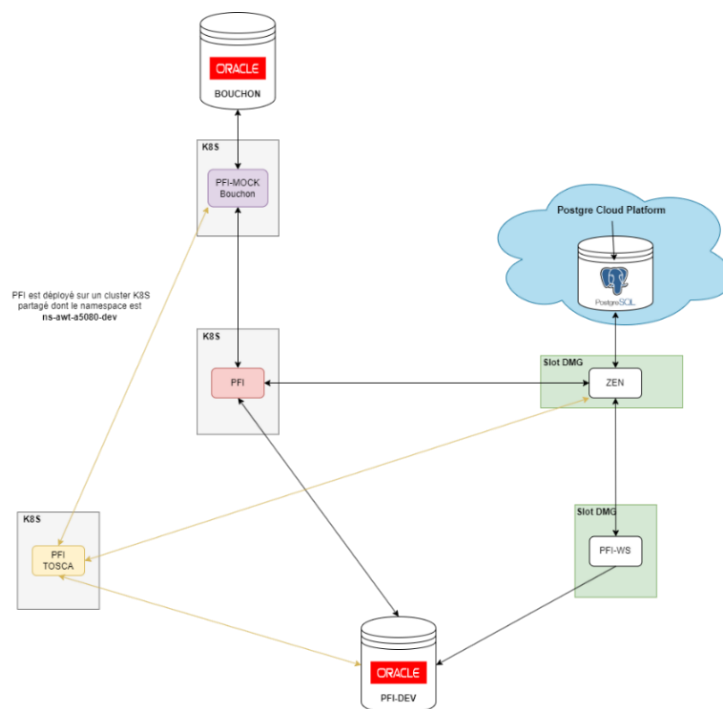 ORACLE
BOUCHON
K8S
PFI-MOCK
Bouchon
Postgre Cloud Platform
PostgreSQL
PFI est déployé sur un cluster K8S
partagé dont le namespace est
ns-awt-a5080-dev
K8S
PFI
Slot DMG
ZEN
K8S
PFI
TOSCA
Slot DMG
PFI-WS
ORACLE
PFI-DEV